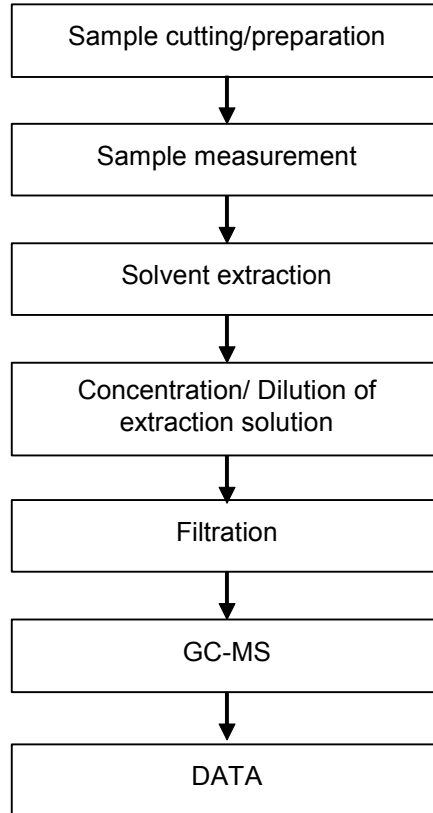 Sample cutting/preparation
Sample measurement
Solvent extraction
Concentration/ Dilution of
extraction solution
Filtration
GC-MS
DATA